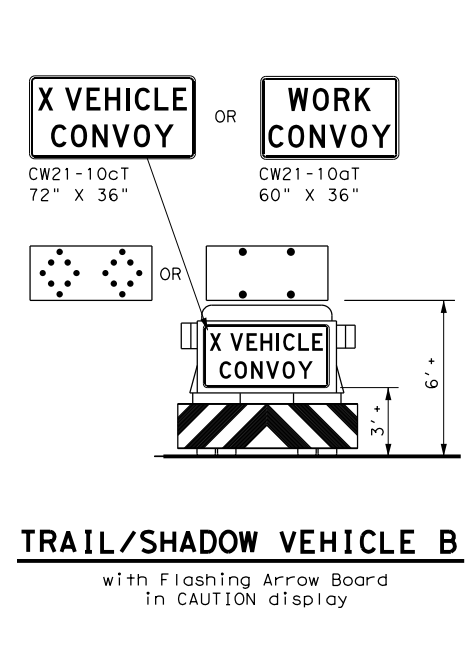 X VEHICLE
CONVOY
OR
WORK
CONVOY
CW21-10cT
72" X 36"
CW21-10aT
60" X 36"
OR
X VEHICLE
CONVOY
6' +
3' +
TRAIL/SHADOW VEHICLE B
with Flashing Arrow Board
in CAUTION display